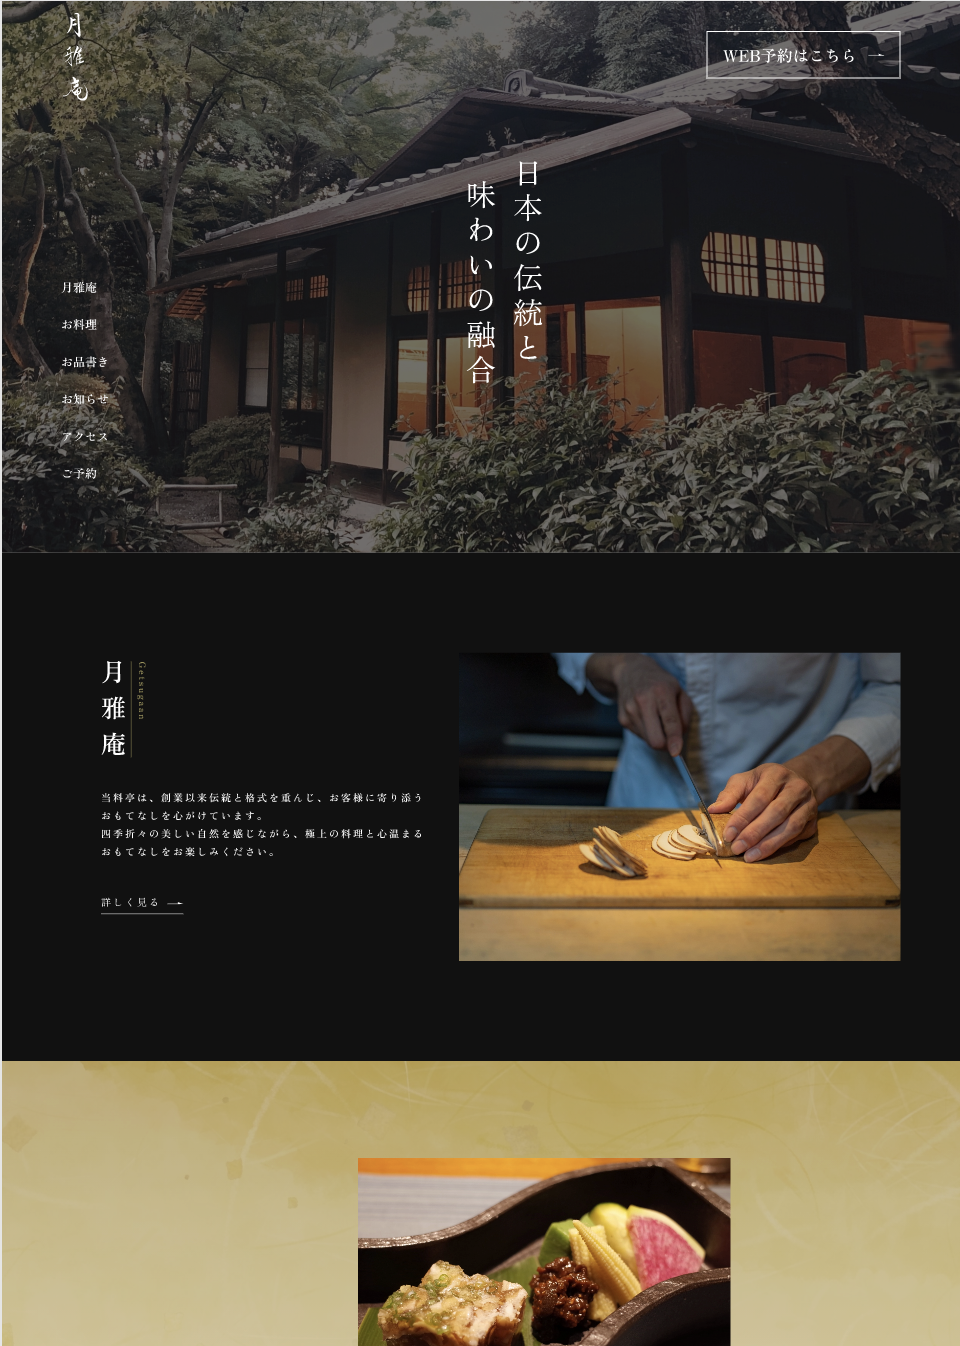 月雅庵
WEB予約はこちら
日本の伝統と
味わいの融合
月雅庵
お料理
お品書き
お知らせ
アクセス
ご予約
月雅庵
Getsugaan
当料亭は、創業以来伝統と格式を重んじ、お客様に寄り添う
おもてなしを心がけています。
四季折々の美しい自然を感じながら、極上の料理と心温まる
おもてなしをお楽しみください。
詳しく見る